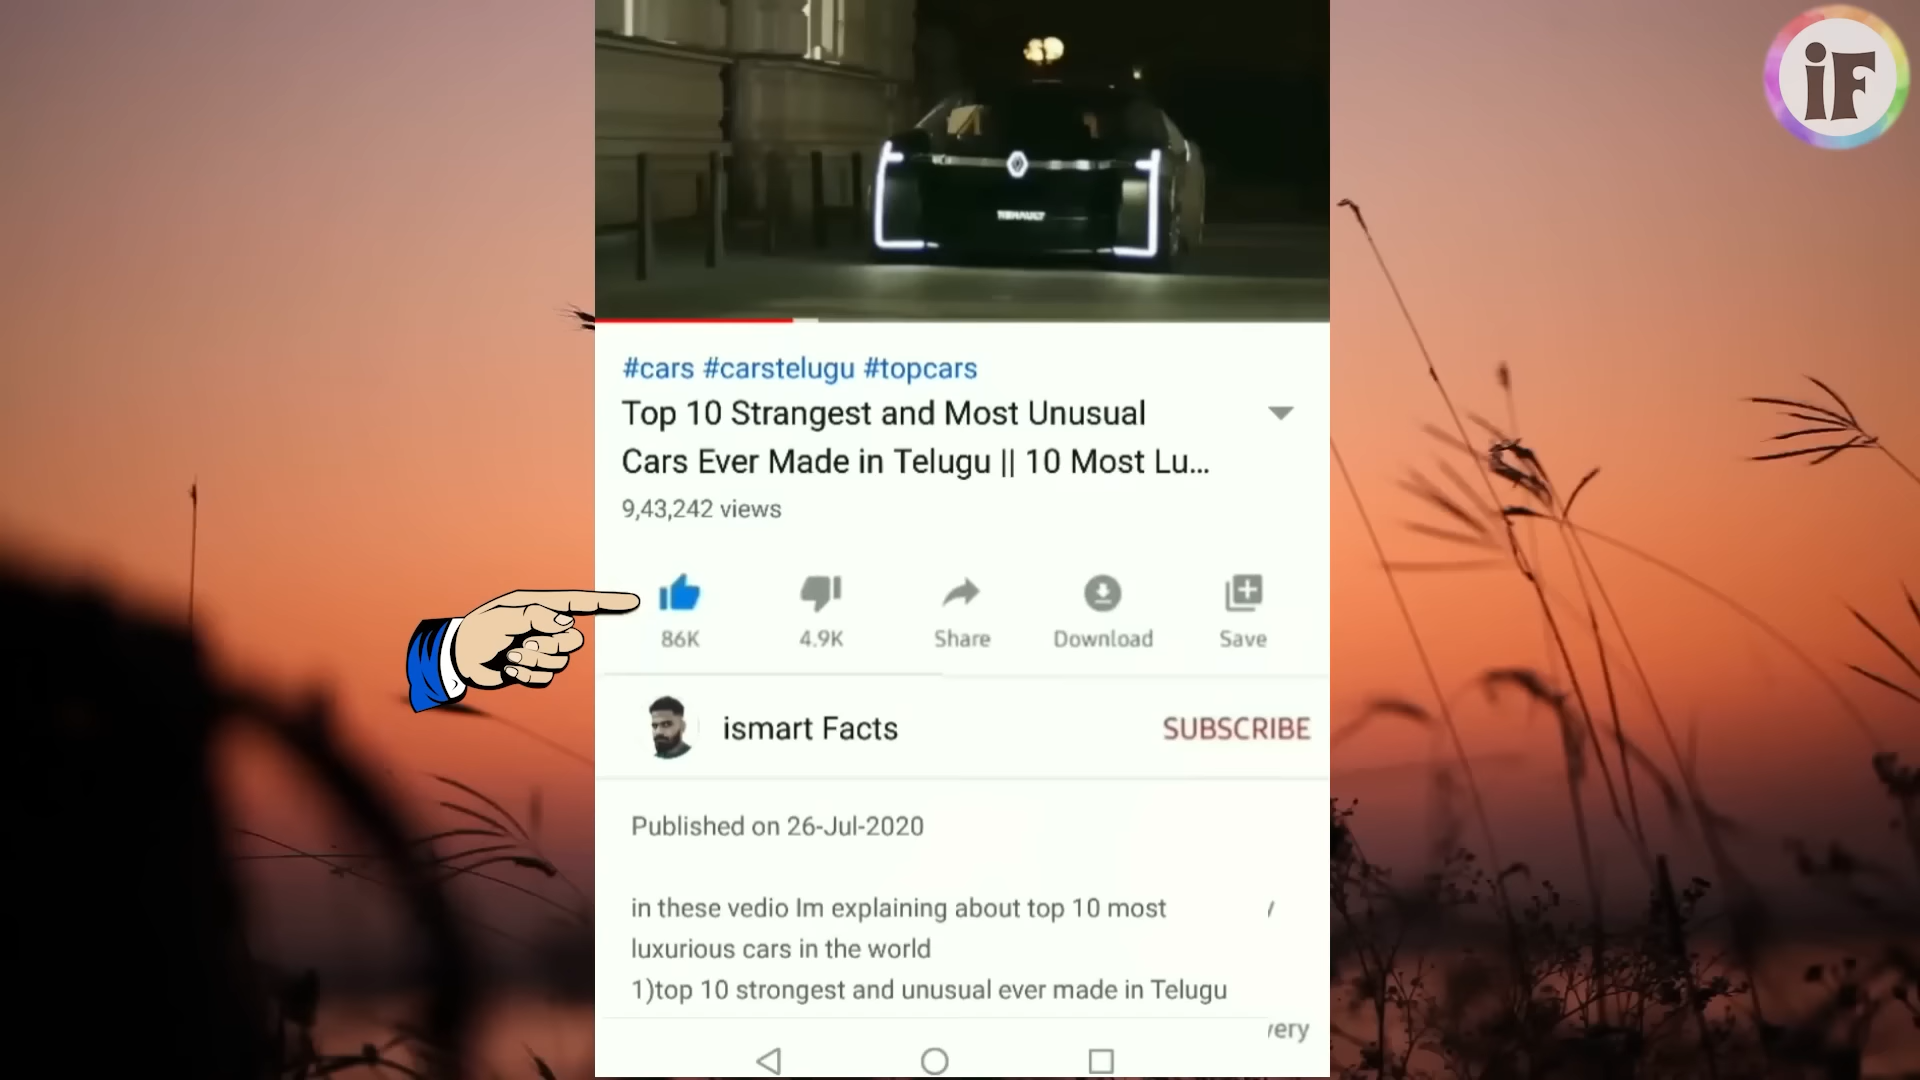 iF
RENAULT
#cars #carstelugu #topcars
Top 10 Strangest and Most Unusual
Cars Ever Made in Telugu || 10 Most Lu...
9,43,242 views
86K
4.9K
Share
Download
Save
ismart Facts
SUBSCRIBE
Published on 26-Jul-2020
in these vedio Im explaining about top 10 most
luxurious cars in the world
1)top 10 strongest and unusual ever made in Telugu